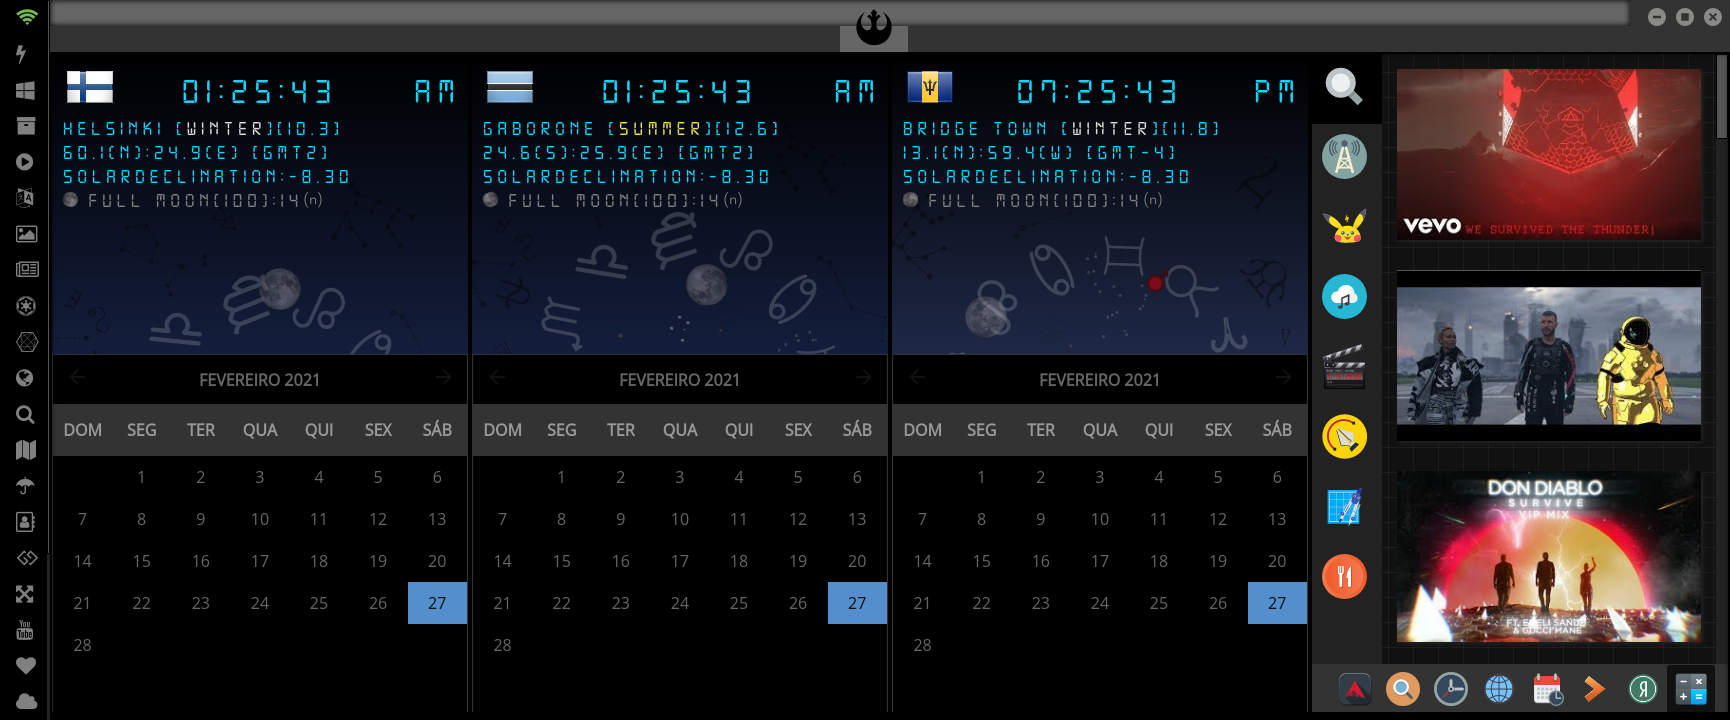 01:25:43 AM
HELSINKI [WINTER][10.3]
60.1(N):24.9(E) [GMT2]
SOLARDECLINATION:-8.30
FULL MOON[100]:14(n)
FEVEREIRO 2021
DOM SEG TER QUA QUI SEX SÁB
1 2 3 4 5 6
7 8 9 10 11 12 13
14 15 16 17 18 19 20
21 22 23 24 25 26 27
28
01:25:43 AM
GABORONE [SUMMER][12.6]
24.6(S):25.9(E) [GMT2]
SOLARDECLINATION:-8.30
FULL MOON[100]:14(n)
FEVEREIRO 2021
DOM SEG TER QUA QUI SEX SÁB
1 2 3 4 5 6
7 8 9 10 11 12 13
14 15 16 17 18 19 20
21 22 23 24 25 26 27
28
07:25:43 PM
BRIDGE TOWN [WINTER][11.8]
13.1(N):59.4(W) [GMT-4]
SOLARDECLINATION:-8.30
FULL MOON[100]:14(n)
FEVEREIRO 2021
DOM SEG TER QUA QUI SEX SÁB
1 2 3 4 5 6
7 8 9 10 11 12 13
14 15 16 17 18 19 20
21 22 23 24 25 26 27
28
vevo WE SURVIVED THE THUNDER
DON DIABLO
SURVIVE
VIP MIX
FT. EMELI SANDÉ
& GUCCI MANE
You
Tube
Я